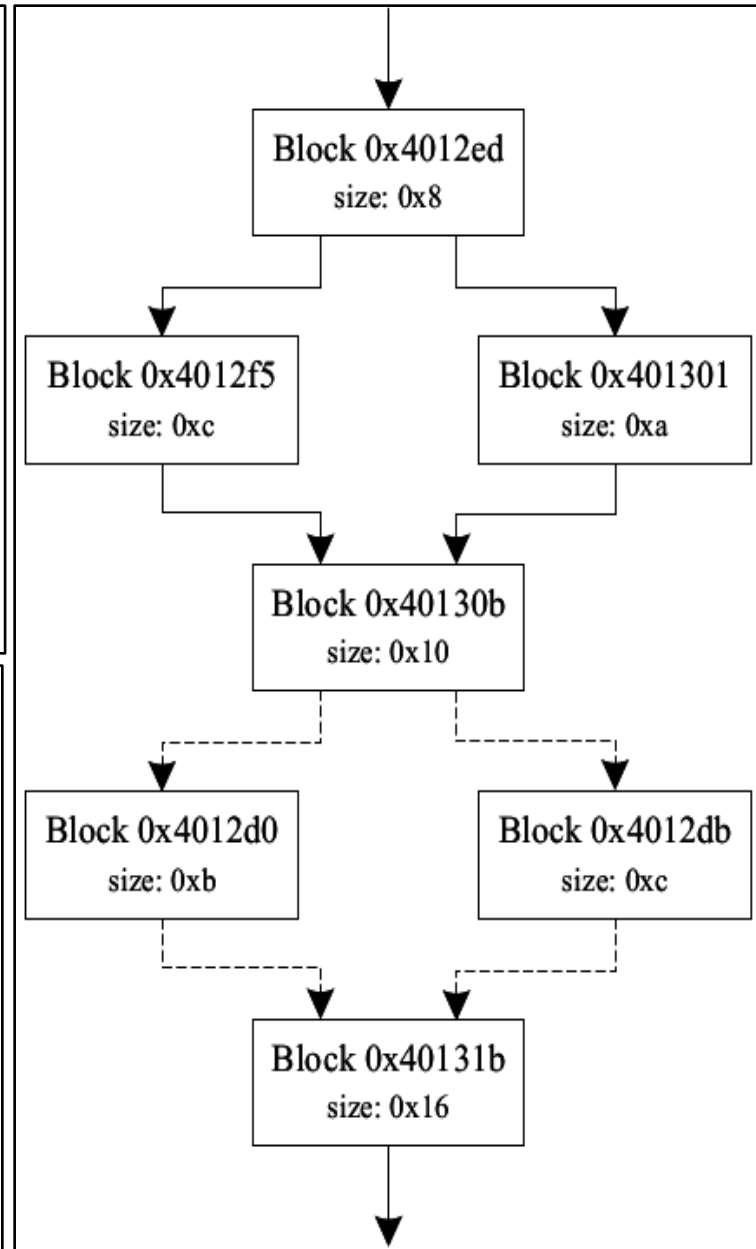 Block 0x4012ed
size: 0x8
Block 0x4012f5
size: 0xc
Block 0x401301
size: 0xa
Block 0x40130b
size: 0x10
Block 0x4012d0
size: 0xb
Block 0x4012db
size: 0xc
Block 0x40131b
size: 0x16